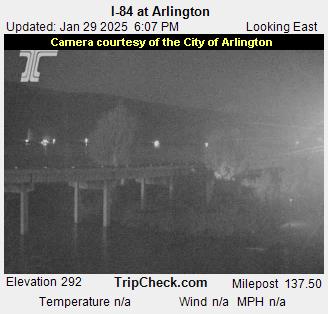 I-84 at Arlington
Updated: Jan 29 2025 6:07 PM Looking East
Camera courtesy of the City of Arlington
Elevation 292 TripCheck.com Milepost 137.50
Temperature n/a Wind n/a MPH n/a